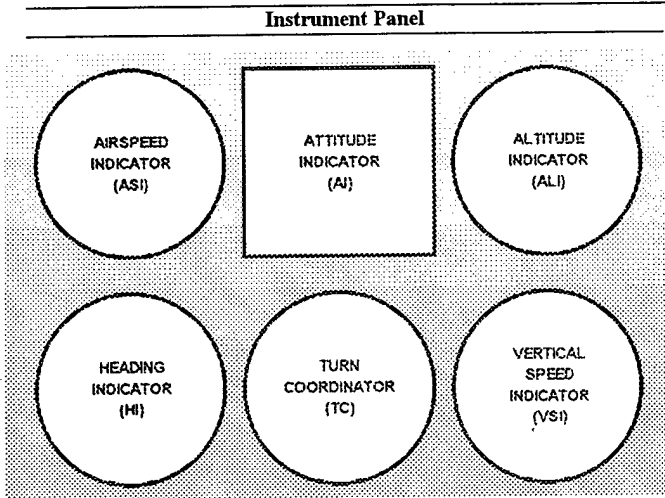 Instrument Panel
AIRSPEED
INDICATOR
(ASI)
ATTITUDE
INDICATOR
(AI)
ALTITUDE
INDICATOR
(ALI)
HEADING
INDICATOR
(HI)
TURN
COORDINATOR
(TC)
VERTICAL
SPEED
INDICATOR
(VSI)